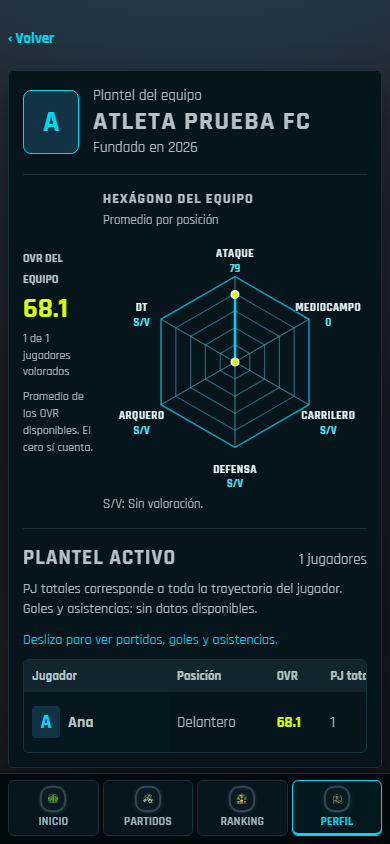 ‹ Volver
A
Plantel del equipo
ATLETA PRUEBA FC
Fundado en 2026
HEXÁGONO DEL EQUIPO
Promedio por posición
OVR DEL
EQUIPO
68.1
1 de 1
jugadores
valorados
Promedio de
los OVR
disponibles. El
cero sí cuenta.
ATAQUE
79
DT
S/V
MEDIOCAMPO
0
ARQUERO
S/V
CARRILERO
S/V
DEFENSA
S/V
S/V: Sin valoración.
PLANTEL ACTIVO
1 jugadores
PJ totales corresponde a toda la trayectoria del jugador.
Goles y asistencias: sin datos disponibles.
Desliza para ver partidos, goles y asistencias.
Jugador Posición OVR PJ tota
A Ana Delantero 68.1 1
INICIO PARTIDOS RANKING PERFIL